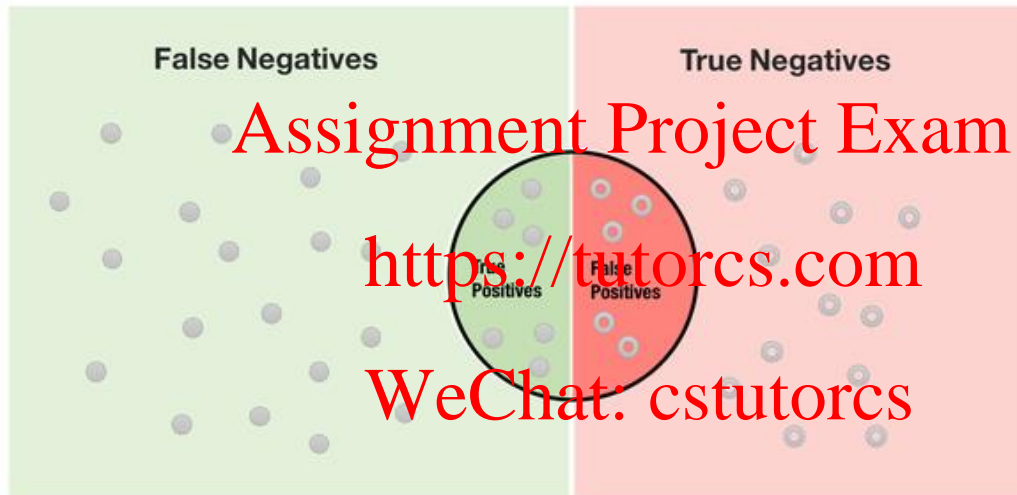 False Negatives
True Negatives
Assignment Project Exam
https://tutorcs.com
True
Positives
False
Positives
WeChat: cstutorcs